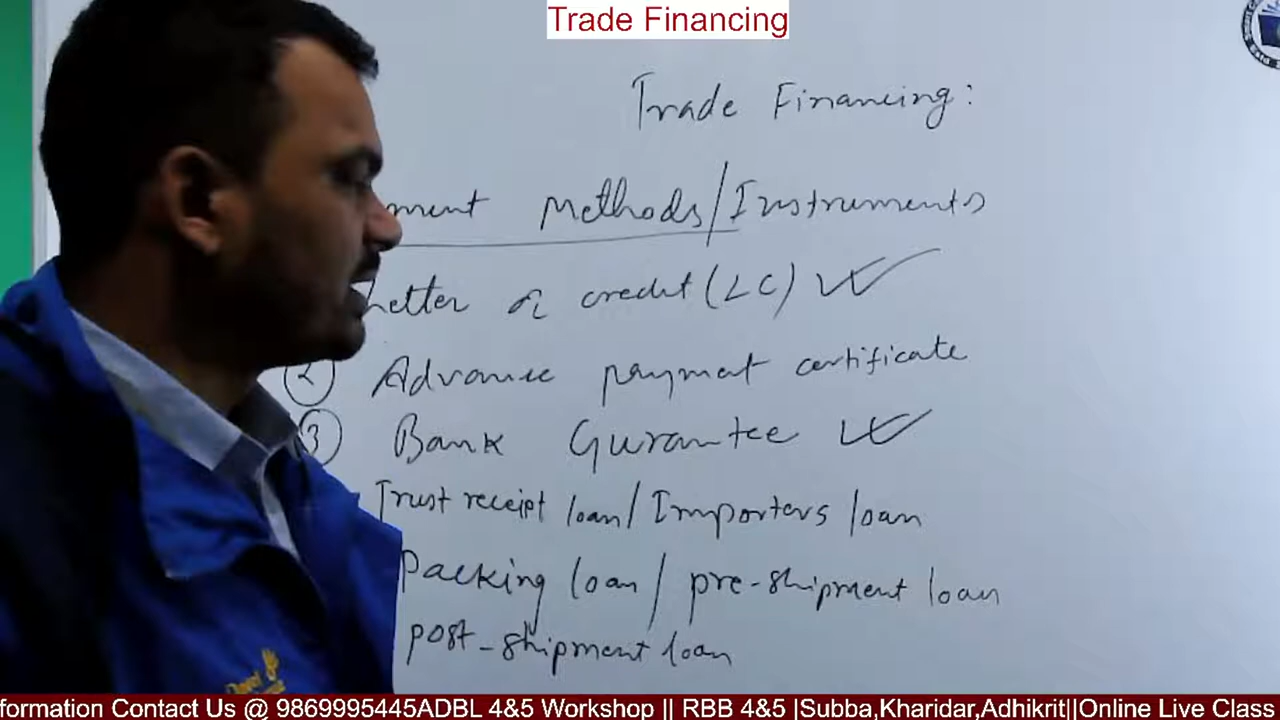 Trade Financing
Trade Financing:
ment Methods/Instruments
Letter of credit (LC)
② Advance payment certificate
③ Bank Gurantee
Trust receipt loan/Importers loan
Packing loan/pre-shipment loan
post-shipment loan
formation Contact Us @ 9869995445ADBL 4&5 Workshop || RBB 4&5 |Subba,Kharidar,Adhikrit||Online Live Class